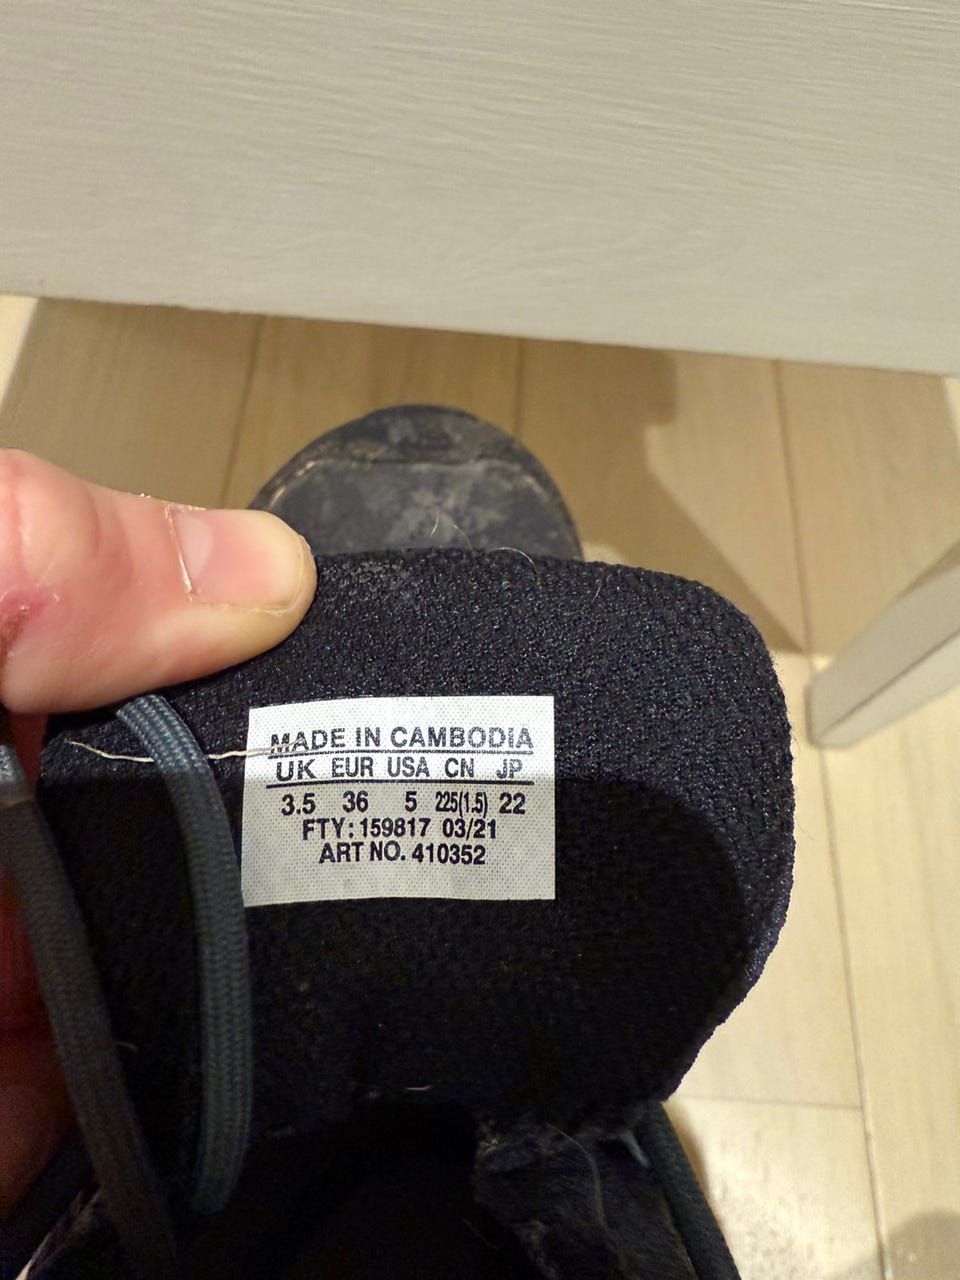 MADE IN CAMBODIA
UK EUR USA CN JP
3.5 36 5 225(1.5) 22
FTY: 159817 03/21
ART NO. 410352